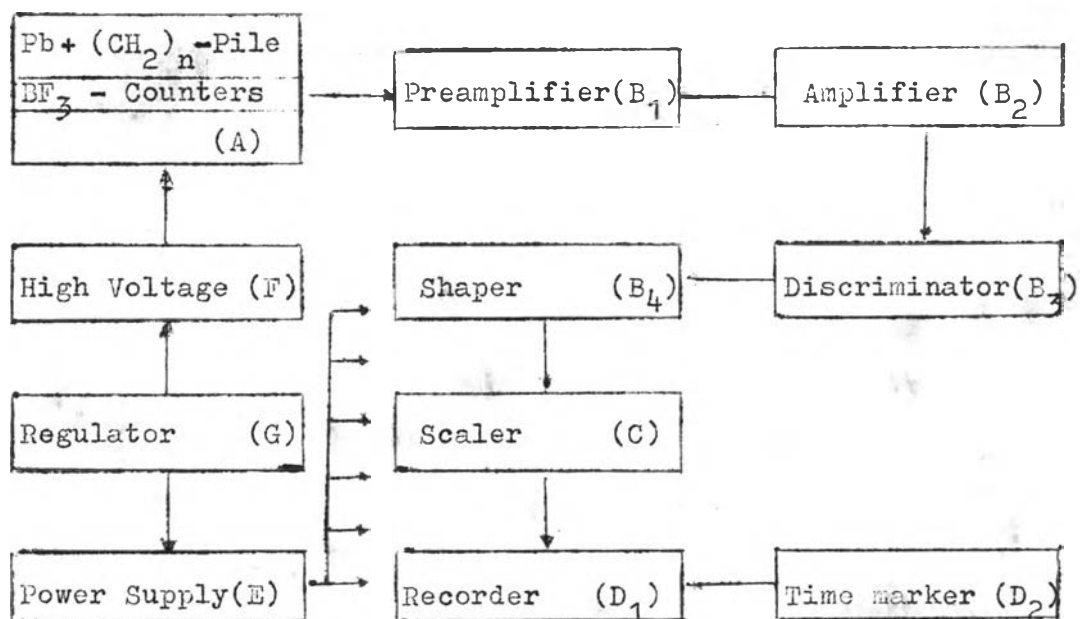 Pb + (CH₂)ₙ -Pile
BF₃ - Counters
(A)
Preamplifier(B₁)
Amplifier (B₂)
High Voltage (F)
Shaper (B₄)
Discriminator(B₃)
Regulator (G)
Scaler (C)
Power Supply(E)
Recorder (D₁)
Time marker (D₂)